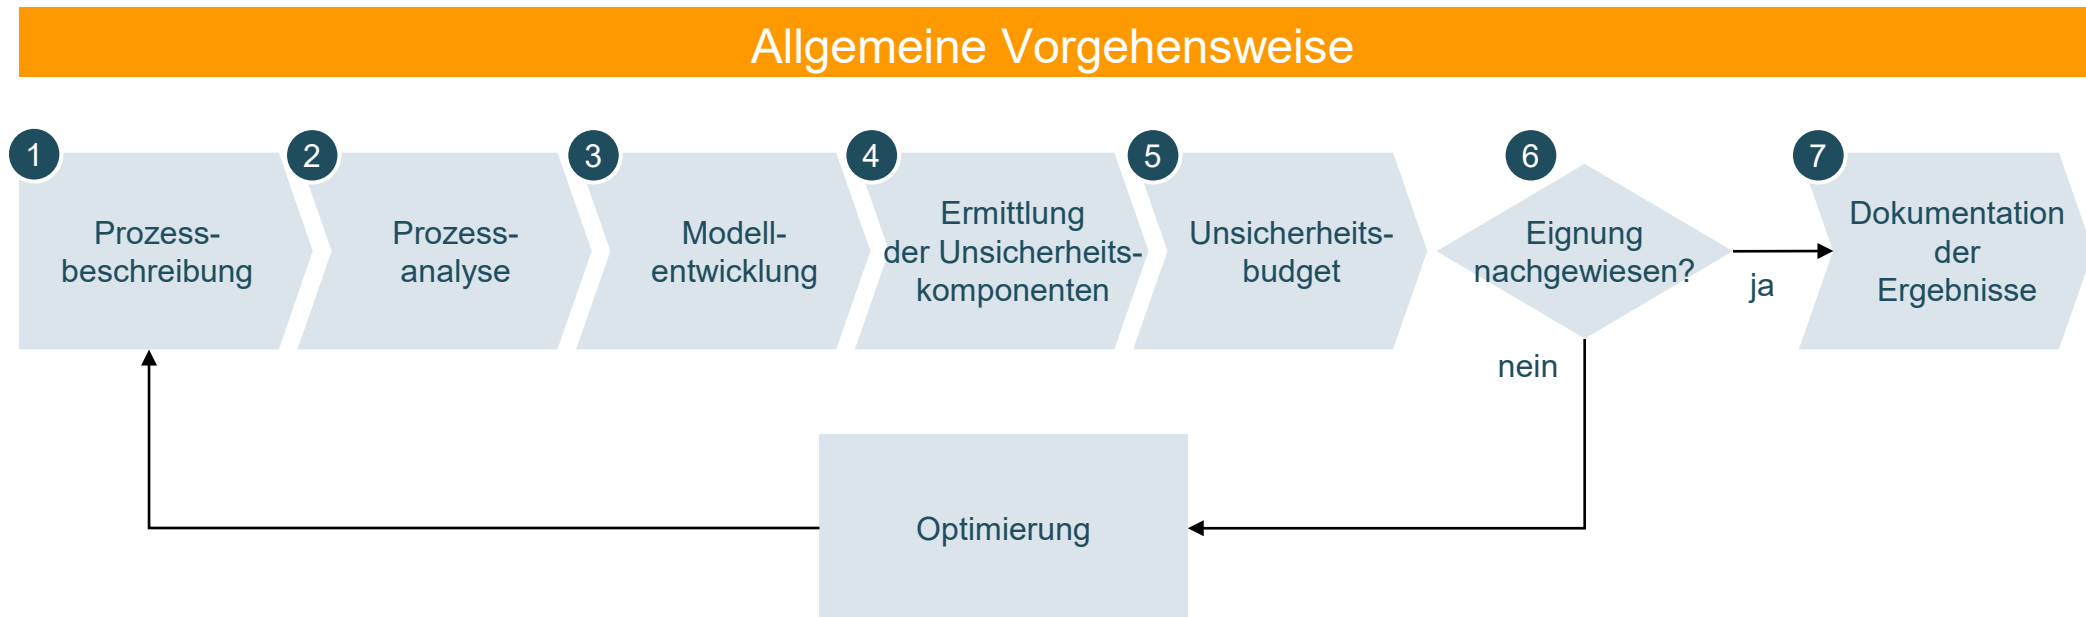 Allgemeine Vorgehensweise
1
Prozess-
beschreibung
2
Prozess-
analyse
3
Modell-
entwicklung
4
Ermittlung
der Unsicherheits-
komponenten
5
Unsicherheits-
budget
6
Eignung
nachgewiesen?
ja
nein
7
Dokumentation
der
Ergebnisse
Optimierung